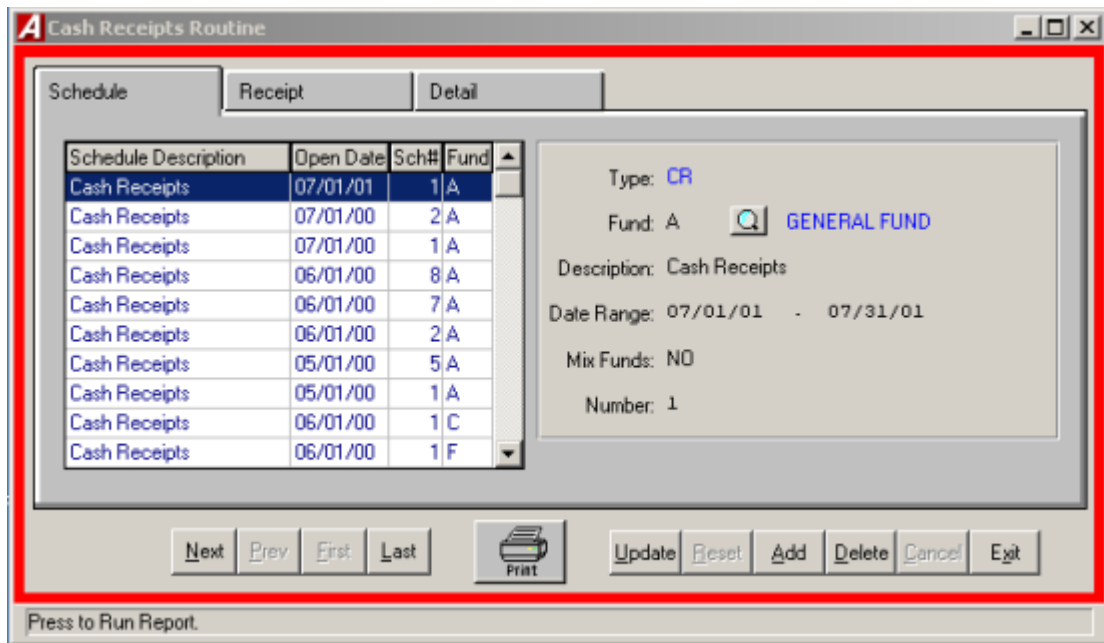 Cash Receipts Routine
Schedule Receipt Detail
Schedule Description Open Date Sch# Fund
Cash Receipts 07/01/01 1 A
Cash Receipts 07/01/00 2 A
Cash Receipts 07/01/00 1 A
Cash Receipts 06/01/00 8 A
Cash Receipts 06/01/00 7 A
Cash Receipts 06/01/00 2 A
Cash Receipts 05/01/00 5 A
Cash Receipts 05/01/00 1 A
Cash Receipts 06/01/00 1 C
Cash Receipts 06/01/00 1 F
Type: CR
Fund: A GENERAL FUND
Description: Cash Receipts
Date Range: 07/01/01 - 07/31/01
Mix Funds: NO
Number: 1
Next Prev First Last Print Update Reset Add Delete Cancel Exit
Press to Run Report.